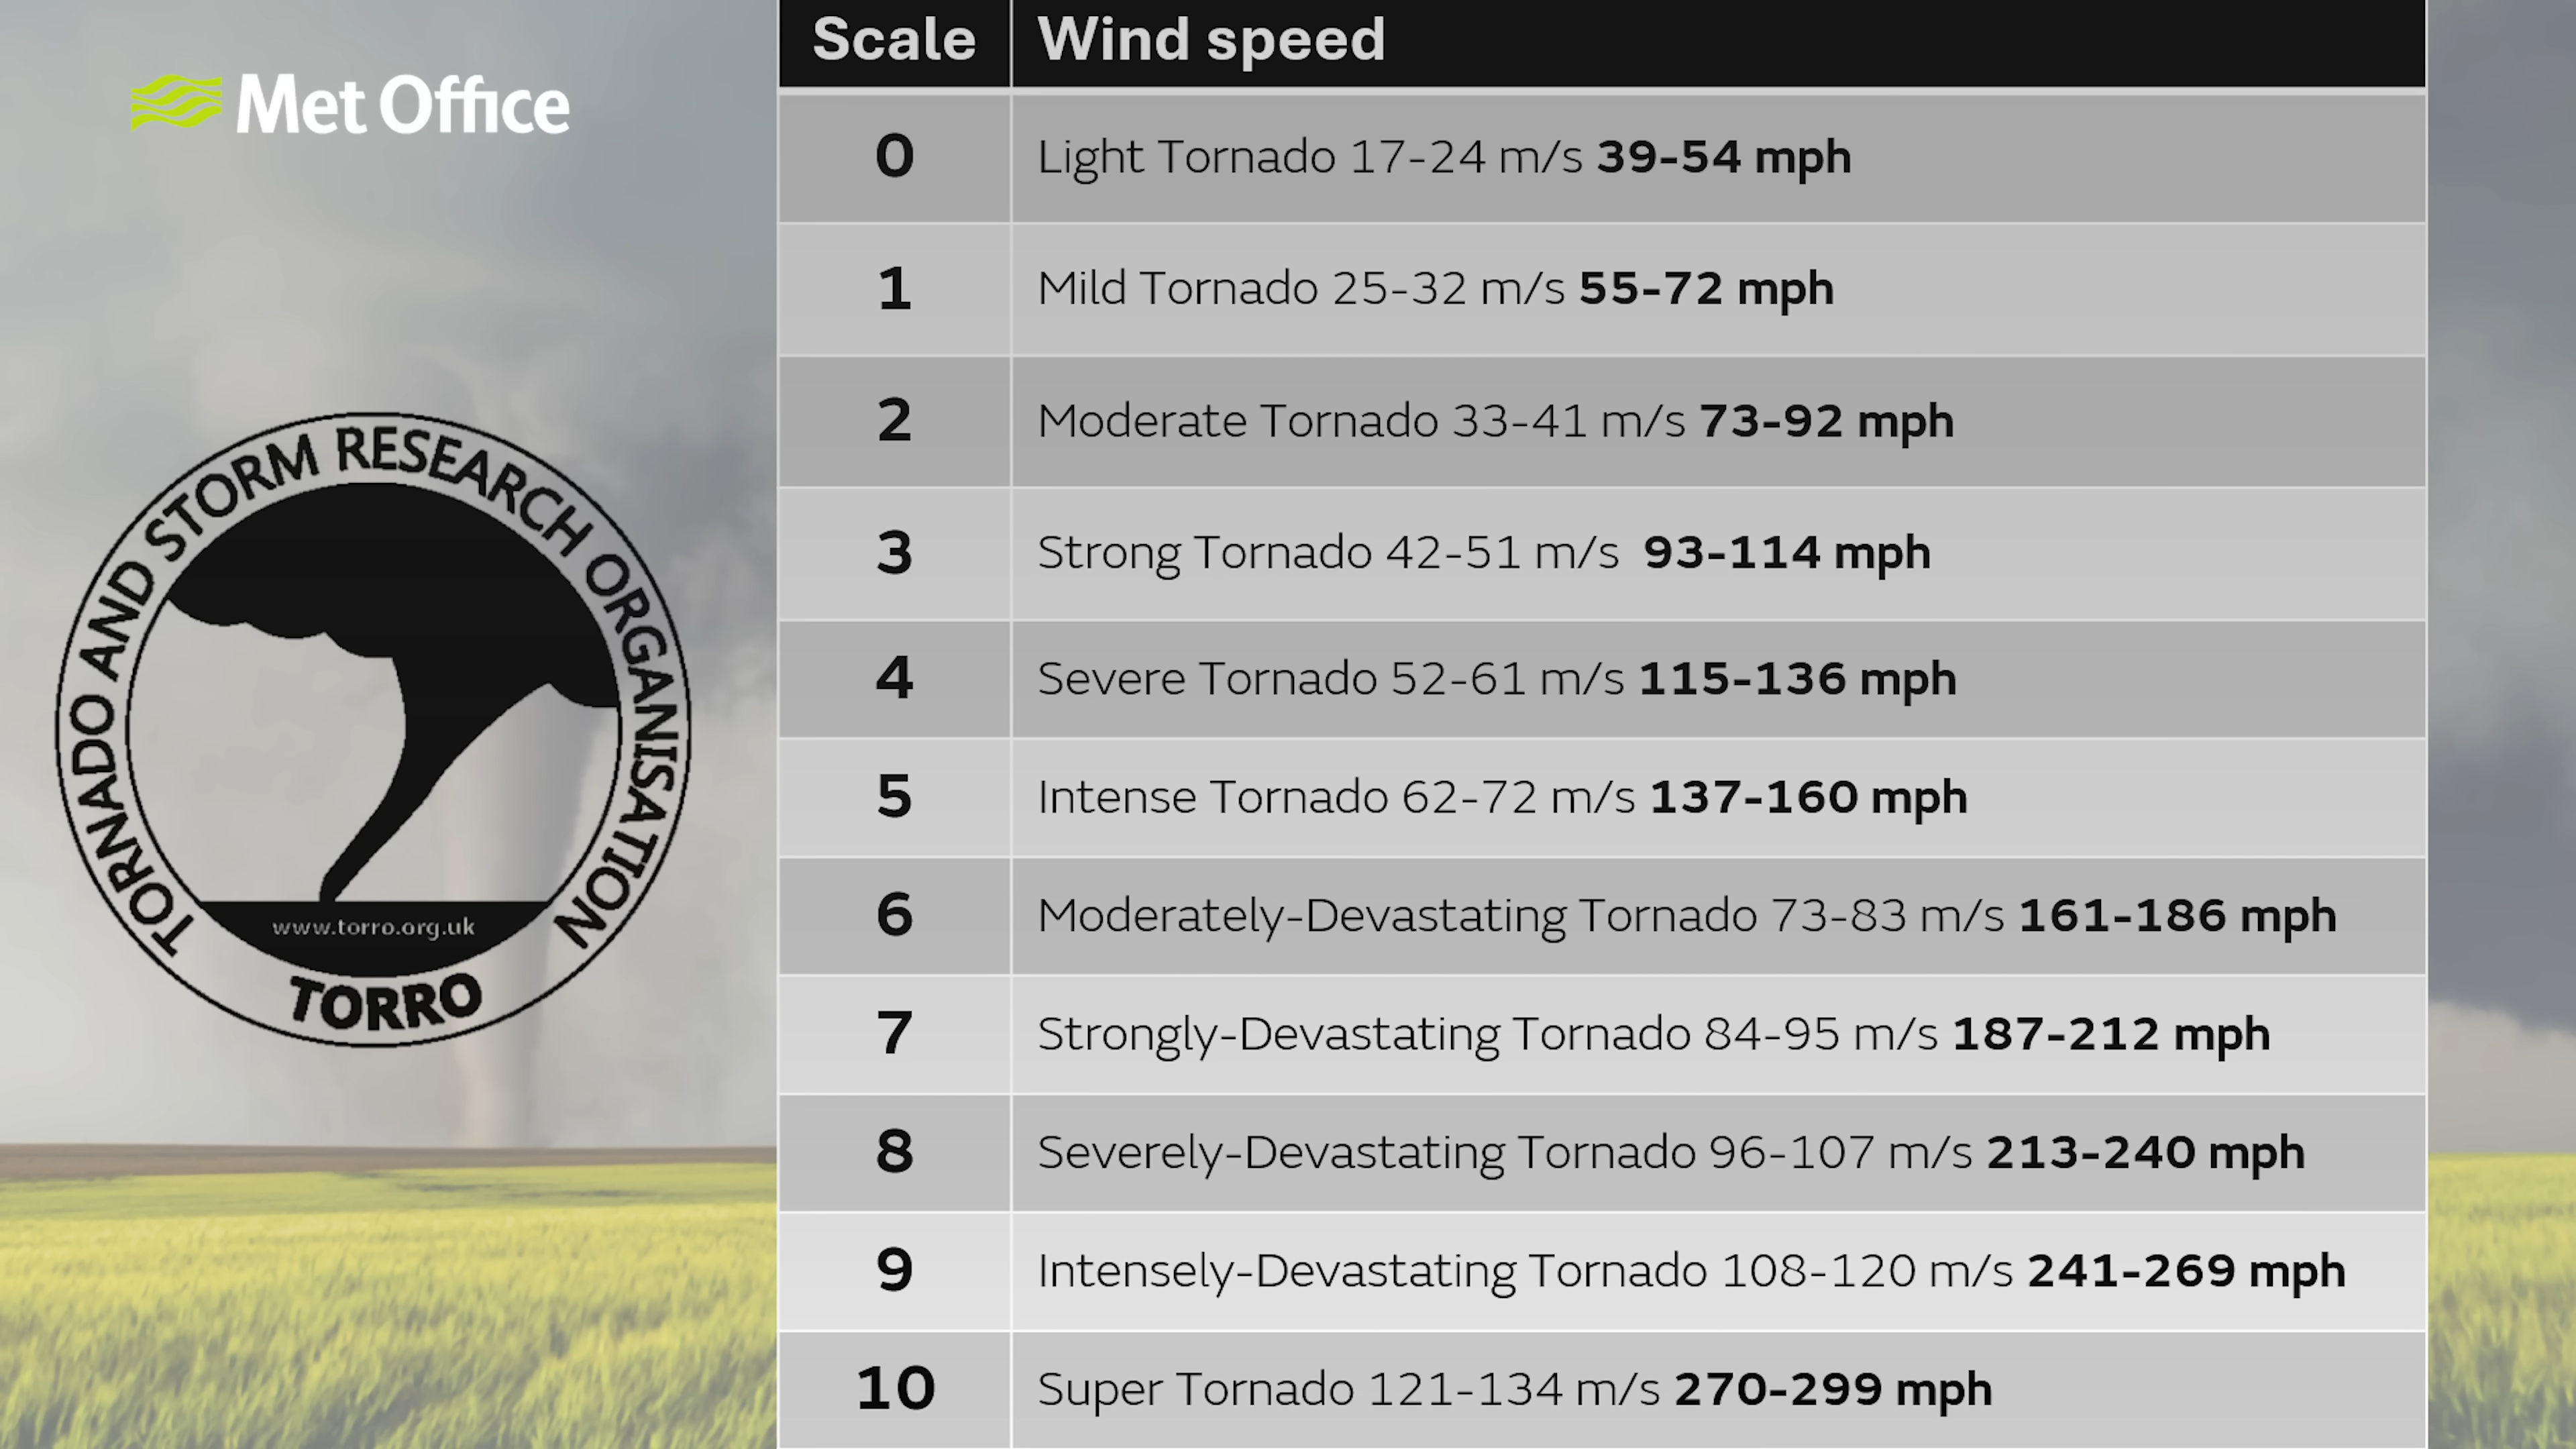 Met Office
TORNADO AND STORM RESEARCH ORGANISATION
www.torro.org.uk
TORRO
Scale Wind speed
0 Light Tornado 17-24 m/s 39-54 mph
1 Mild Tornado 25-32 m/s 55-72 mph
2 Moderate Tornado 33-41 m/s 73-92 mph
3 Strong Tornado 42-51 m/s 93-114 mph
4 Severe Tornado 52-61 m/s 115-136 mph
5 Intense Tornado 62-72 m/s 137-160 mph
6 Moderately-Devastating Tornado 73-83 m/s 161-186 mph
7 Strongly-Devastating Tornado 84-95 m/s 187-212 mph
8 Severely-Devastating Tornado 96-107 m/s 213-240 mph
9 Intensely-Devastating Tornado 108-120 m/s 241-269 mph
10 Super Tornado 121-134 m/s 270-299 mph